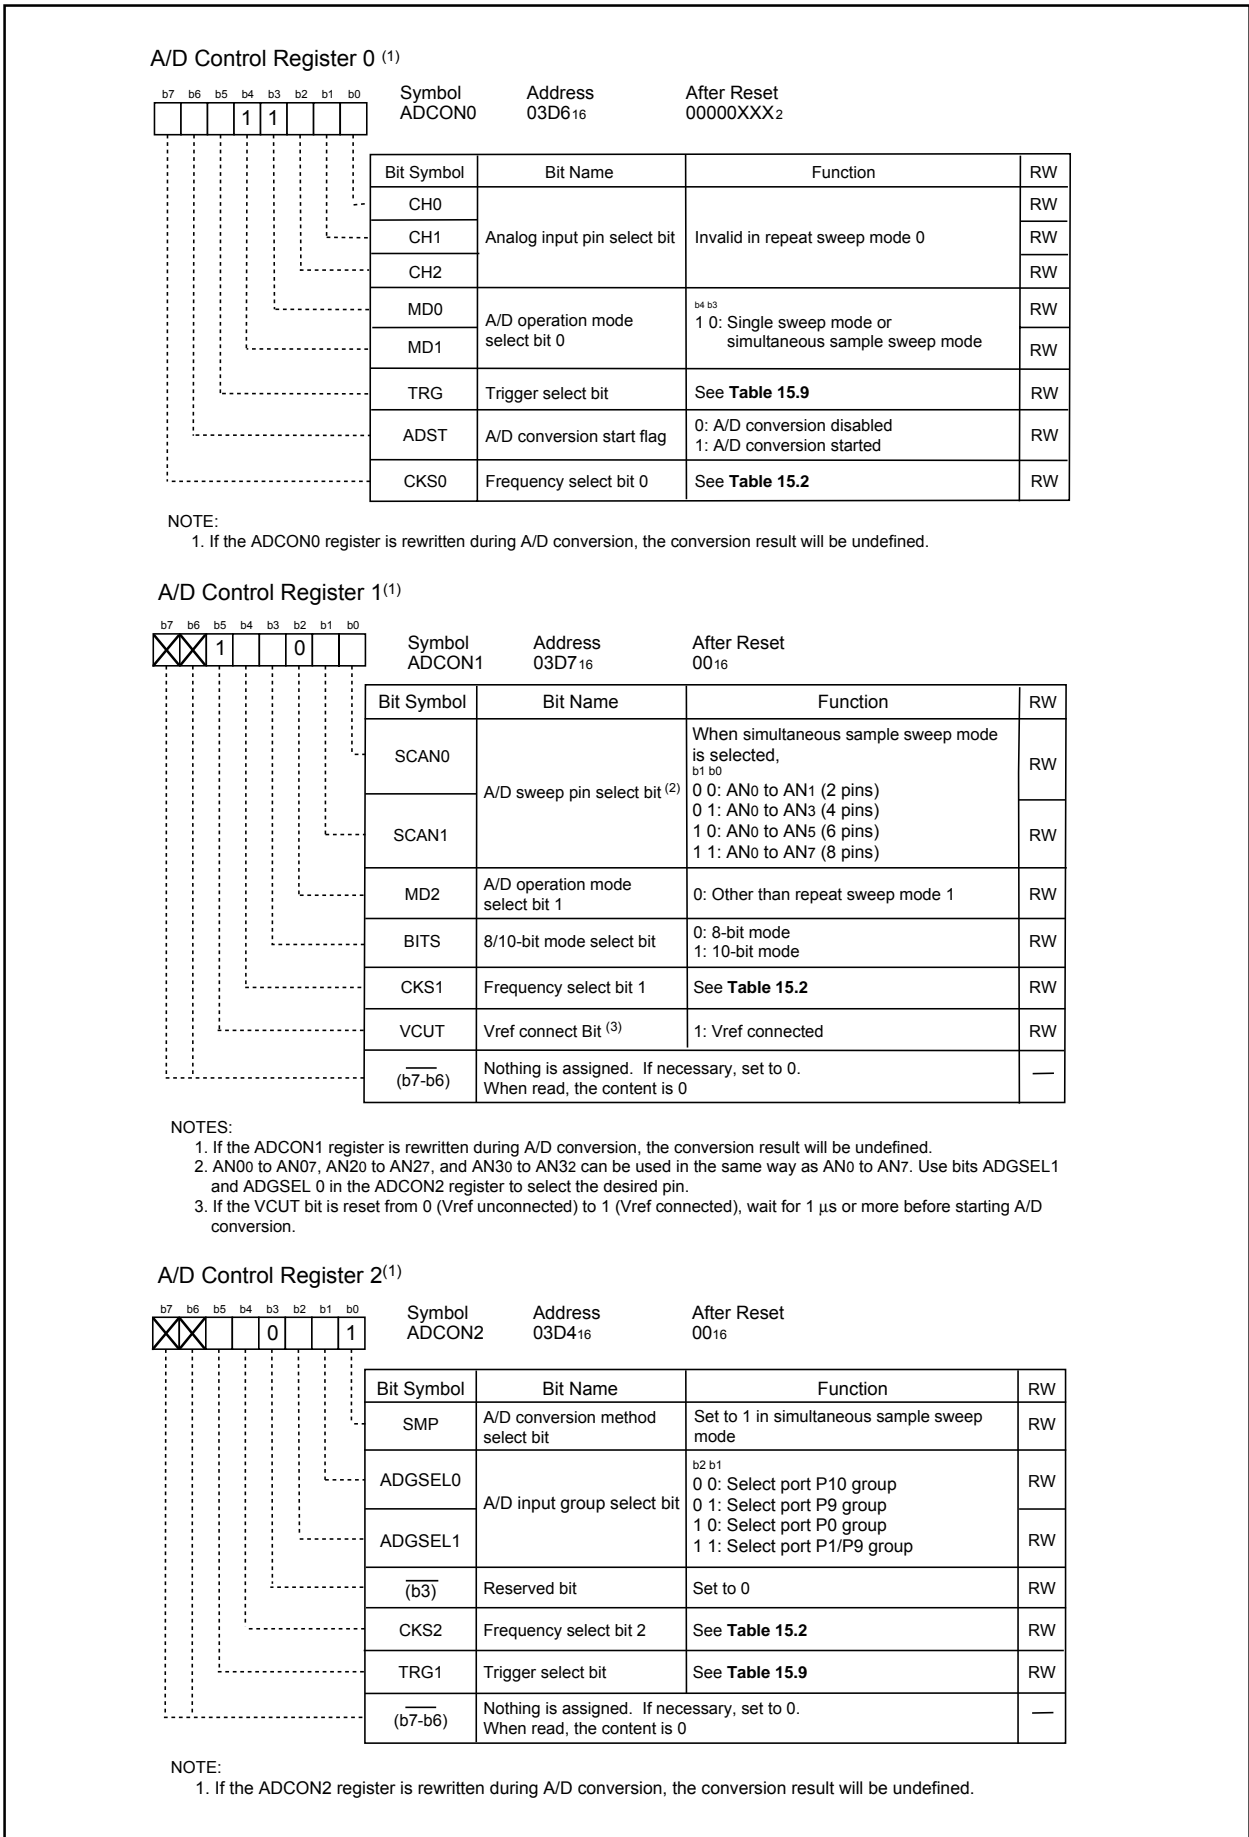 A/D Control Register 0 (1)
b7 b6 b5 b4 b3 b2 b1 b0
1 1
Symbol Address After Reset
ADCON0 03D616 00000XXX2
Bit Symbol Bit Name Function RW
CH0 RW
CH1 Analog input pin select bit Invalid in repeat sweep mode 0 RW
CH2 RW
MD0 A/D operation mode select bit 0 b4 b3 RW
1 0: Single sweep mode or
simultaneous sample sweep mode
MD1 RW
TRG Trigger select bit See Table 15.9 RW
ADST A/D conversion start flag 0: A/D conversion disabled RW
1: A/D conversion started
CKS0 Frequency select bit 0 See Table 15.2 RW
NOTE:
1. If the ADCON0 register is rewritten during A/D conversion, the conversion result will be undefined.
A/D Control Register 1(1)
b7 b6 b5 b4 b3 b2 b1 b0
1 0
Symbol Address After Reset
ADCON1 03D716 0016
Bit Symbol Bit Name Function RW
SCAN0 A/D sweep pin select bit (2) When simultaneous sample sweep mode RW
is selected,
b1 b0
0 0: AN0 to AN1 (2 pins)
0 1: AN0 to AN3 (4 pins)
SCAN1 1 0: AN0 to AN5 (6 pins) RW
1 1: AN0 to AN7 (8 pins)
MD2 A/D operation mode select bit 1 0: Other than repeat sweep mode 1 RW
BITS 8/10-bit mode select bit 0: 8-bit mode RW
1: 10-bit mode
CKS1 Frequency select bit 1 See Table 15.2 RW
VCUT Vref connect Bit (3) 1: Vref connected RW
(b7-b6) Nothing is assigned. If necessary, set to 0. —
When read, the content is 0
NOTES:
1. If the ADCON1 register is rewritten during A/D conversion, the conversion result will be undefined.
2. AN00 to AN07, AN20 to AN27, and AN30 to AN32 can be used in the same way as AN0 to AN7. Use bits ADGSEL1
and ADGSEL 0 in the ADCON2 register to select the desired pin.
3. If the VCUT bit is reset from 0 (Vref unconnected) to 1 (Vref connected), wait for 1 µs or more before starting A/D
conversion.
A/D Control Register 2(1)
b7 b6 b5 b4 b3 b2 b1 b0
0 1
Symbol Address After Reset
ADCON2 03D416 0016
Bit Symbol Bit Name Function RW
SMP A/D conversion method select bit Set to 1 in simultaneous sample sweep mode RW
ADGSEL0 A/D input group select bit b2 b1 RW
0 0: Select port P10 group
0 1: Select port P9 group
ADGSEL1 1 0: Select port P0 group RW
1 1: Select port P1/P9 group
(b3) Reserved bit Set to 0 RW
CKS2 Frequency select bit 2 See Table 15.2 RW
TRG1 Trigger select bit See Table 15.9 RW
(b7-b6) Nothing is assigned. If necessary, set to 0. —
When read, the content is 0
NOTE:
1. If the ADCON2 register is rewritten during A/D conversion, the conversion result will be undefined.